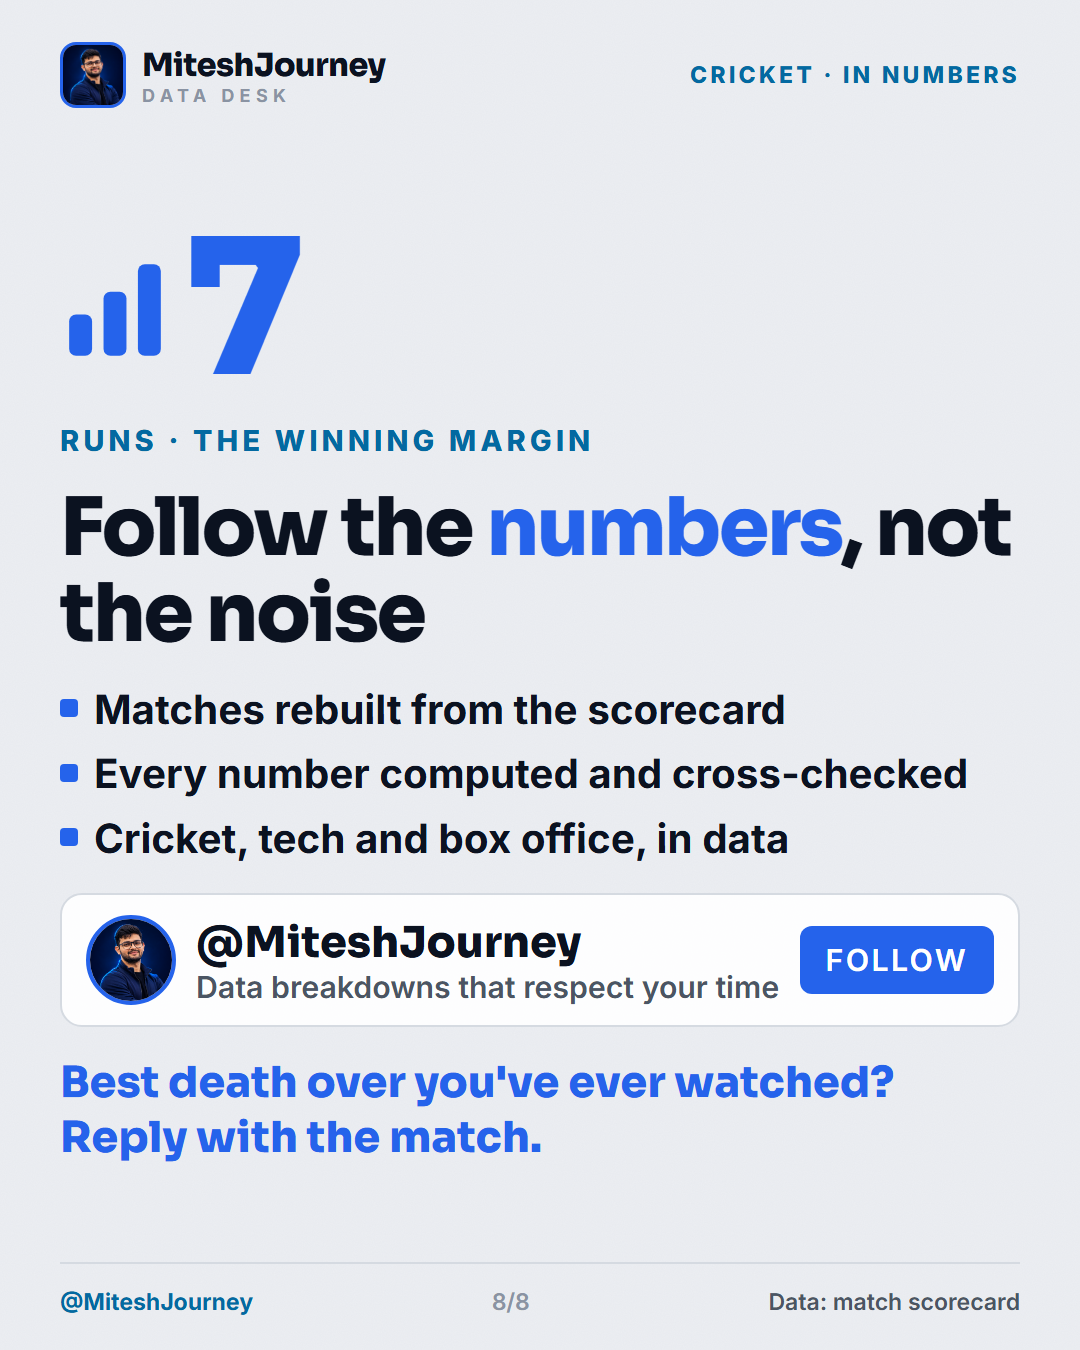 MiteshJourney
DATA DESK
CRICKET · IN NUMBERS
7
RUNS · THE WINNING MARGIN
Follow the numbers, not
the noise
Matches rebuilt from the scorecard
Every number computed and cross-checked
Cricket, tech and box office, in data
@MiteshJourney
Data breakdowns that respect your time
FOLLOW
Best death over you've ever watched?
Reply with the match.
@MiteshJourney
8/8
Data: match scorecard